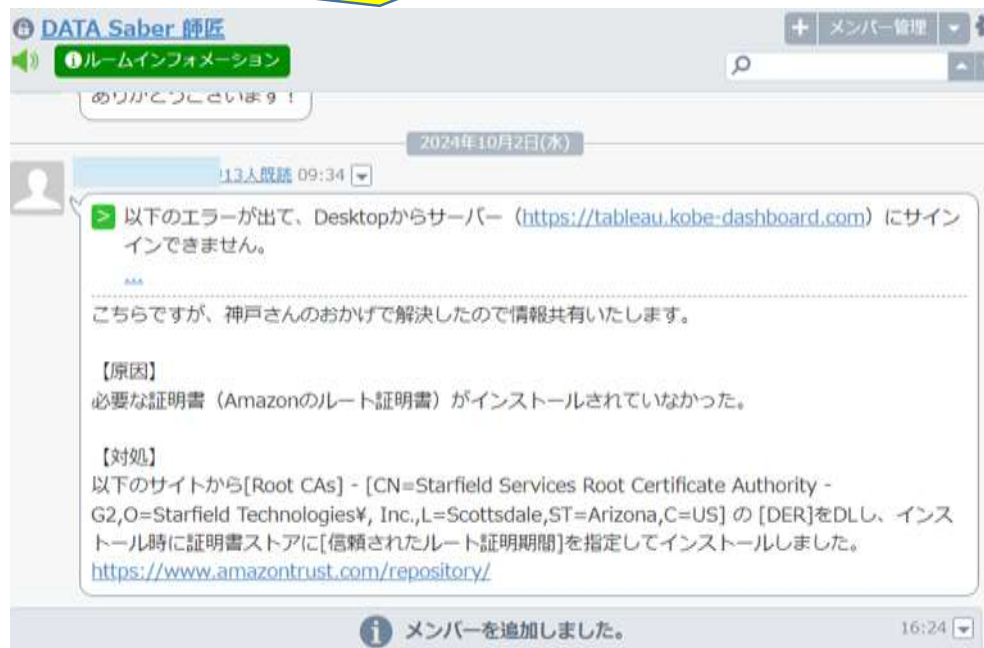 DATA Saber 師匠
+ メンバー管理
ルームインフォメーション
ありがとうございます！
2024年10月2日(水)
13人既読 09:34
以下のエラーが出て、Desktopからサーバー（https://tableau.kobe-dashboard.com）にサイン
インできません。
...
こちらですが、神戸さんのおかげで解決したので情報共有いたします。
【原因】
必要な証明書（Amazonのルート証明書）がインストールされていなかった。
【対処】
以下のサイトから[Root CAs] - [CN=Starfield Services Root Certificate Authority -
G2,O=Starfield Technologies¥, Inc.,L=Scottsdale,ST=Arizona,C=US] の [DER]をDLし、インス
トール時に証明書ストアに[信頼されたルート証明期間]を指定してインストールしました。
https://www.amazontrust.com/repository/
メンバーを追加しました。
16:24